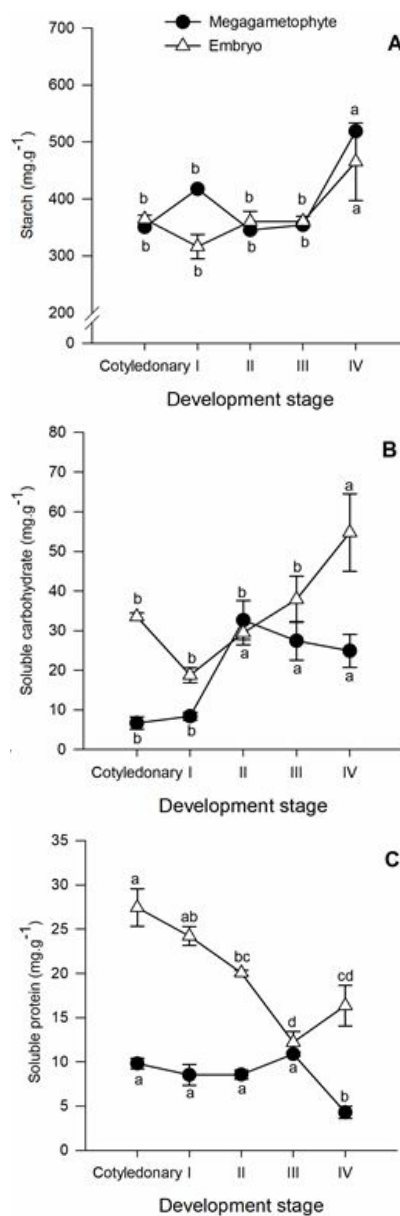 Megagametophyte
Embryo
A
700
600
500
400
300
200
0
Starch (mg.g⁻¹)
b b b b a
b b b b a
Cotyledonary I II III IV
Development stage
B
80
70
60
50
40
30
20
10
0
Soluble carbohydrate (mg.g⁻¹)
b b b b a
b b a a a
Cotyledonary I II III IV
Development stage
C
35
30
25
20
15
10
5
0
Soluble protein (mg.g⁻¹)
a ab bc d cd
a a a a b
Cotyledonary I II III IV
Development stage